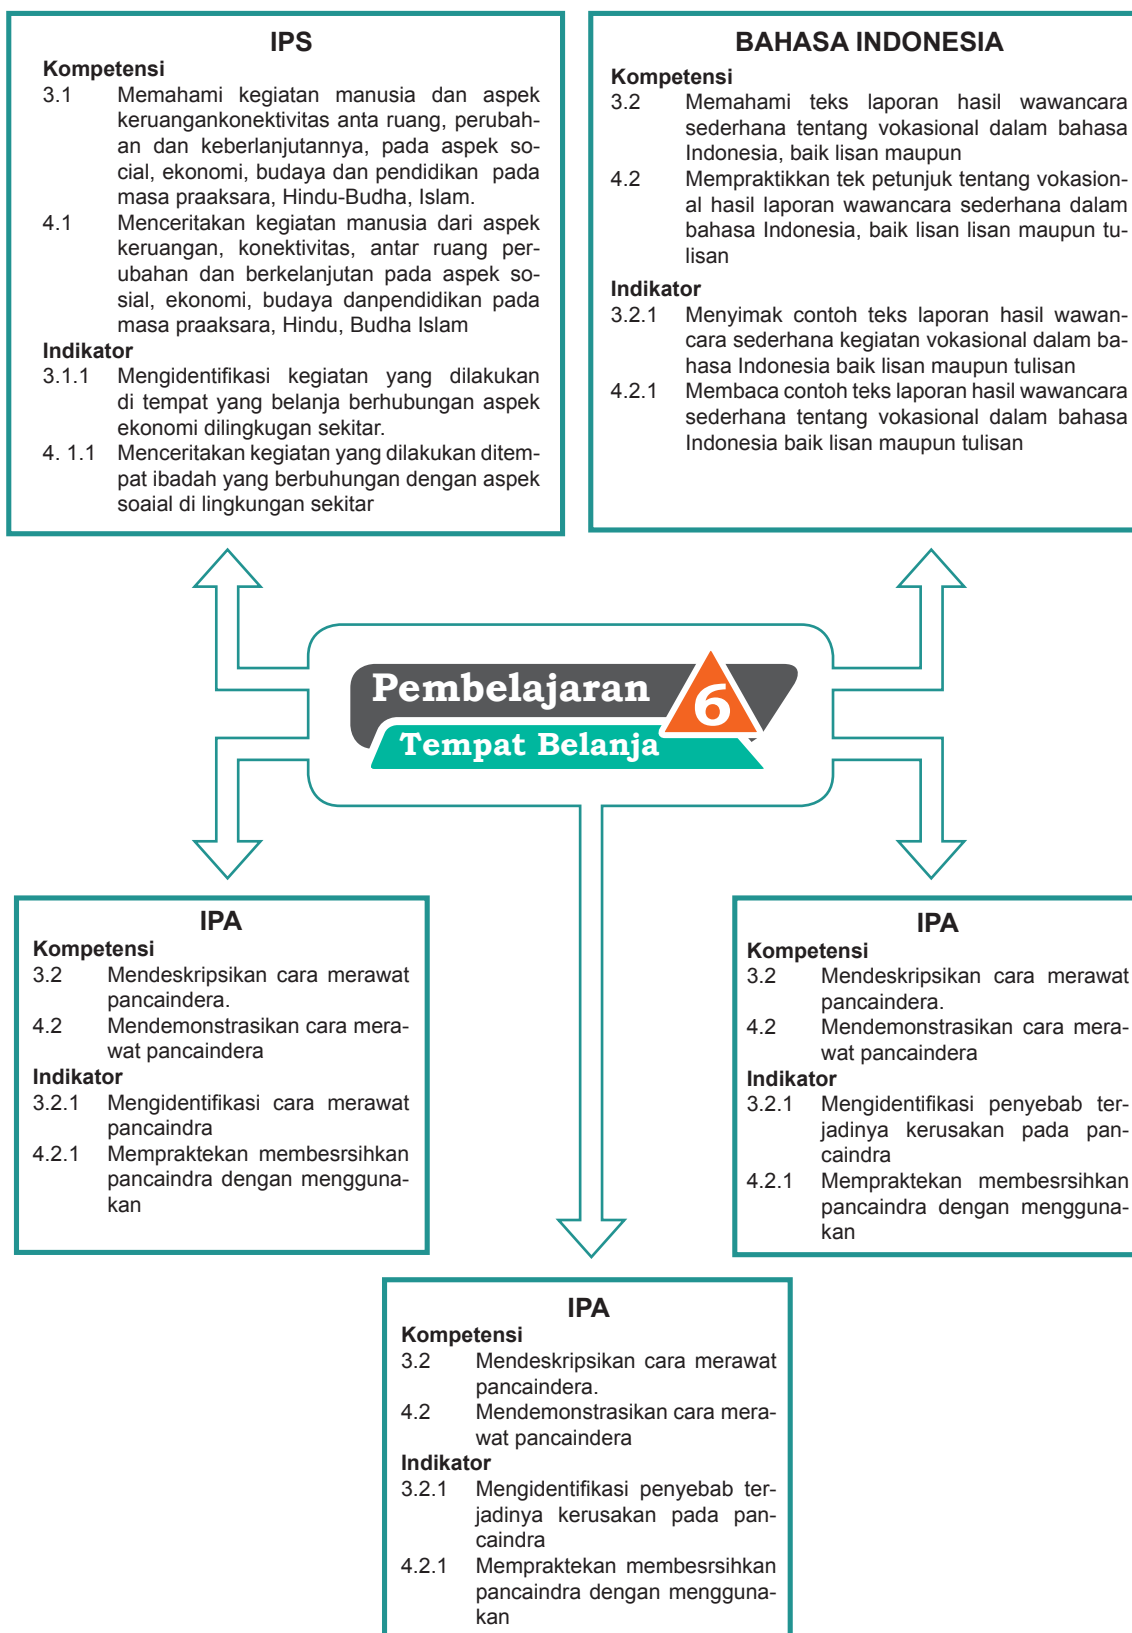 IPS
Kompetensi
3.1 Memahami kegiatan manusia dan aspek
keruangankonektivitas anta ruang, perubah-
an dan keberlanjutannya, pada aspek so-
cial, ekonomi, budaya dan pendidikan pada
masa praaksara, Hindu-Budha, Islam.
4.1 Menceritakan kegiatan manusia dari aspek
keruangan, konektivitas, antar ruang per-
ubahan dan berkelanjutan pada aspek so-
sial, ekonomi, budaya danpendidikan pada
masa praaksara, Hindu, Budha Islam
Indikator
3.1.1 Mengidentifikasi kegiatan yang dilakukan
di tempat yang belanja berhubungan aspek
ekonomi dilingkugan sekitar.
4. 1.1 Menceritakan kegiatan yang dilakukan ditem-
pat ibadah yang berbuhungan dengan aspek
soaial di lingkungan sekitar
BAHASA INDONESIA
Kompetensi
3.2 Memahami teks laporan hasil wawancara
sederhana tentang vokasional dalam bahasa
Indonesia, baik lisan maupun
4.2 Mempraktikkan tek petunjuk tentang vokasion-
al hasil laporan wawancara sederhana dalam
bahasa Indonesia, baik lisan lisan maupun tu-
lisan
Indikator
3.2.1 Menyimak contoh teks laporan hasil wawan-
cara sederhana kegiatan vokasional dalam ba-
hasa Indonesia baik lisan maupun tulisan
4.2.1 Membaca contoh teks laporan hasil wawancara
sederhana tentang vokasional dalam bahasa
Indonesia baik lisan maupun tulisan
Pembelajaran 6
Tempat Belanja
IPA
Kompetensi
3.2 Mendeskripsikan cara merawat
pancaindera.
4.2 Mendemonstrasikan cara mera-
wat pancaindera
Indikator
3.2.1 Mengidentifikasi cara merawat
pancaindra
4.2.1 Mempraktekan membesrsihkan
pancaindra dengan mengguna-
kan
IPA
Kompetensi
3.2 Mendeskripsikan cara merawat
pancaindera.
4.2 Mendemonstrasikan cara mera-
wat pancaindera
Indikator
3.2.1 Mengidentifikasi penyebab ter-
jadinya kerusakan pada pan-
caindra
4.2.1 Mempraktekan membesrsihkan
pancaindra dengan mengguna-
kan
IPA
Kompetensi
3.2 Mendeskripsikan cara merawat
pancaindera.
4.2 Mendemonstrasikan cara mera-
wat pancaindera
Indikator
3.2.1 Mengidentifikasi penyebab ter-
jadinya kerusakan pada pan-
caindra
4.2.1 Mempraktekan membesrsihkan
pancaindra dengan mengguna-
kan